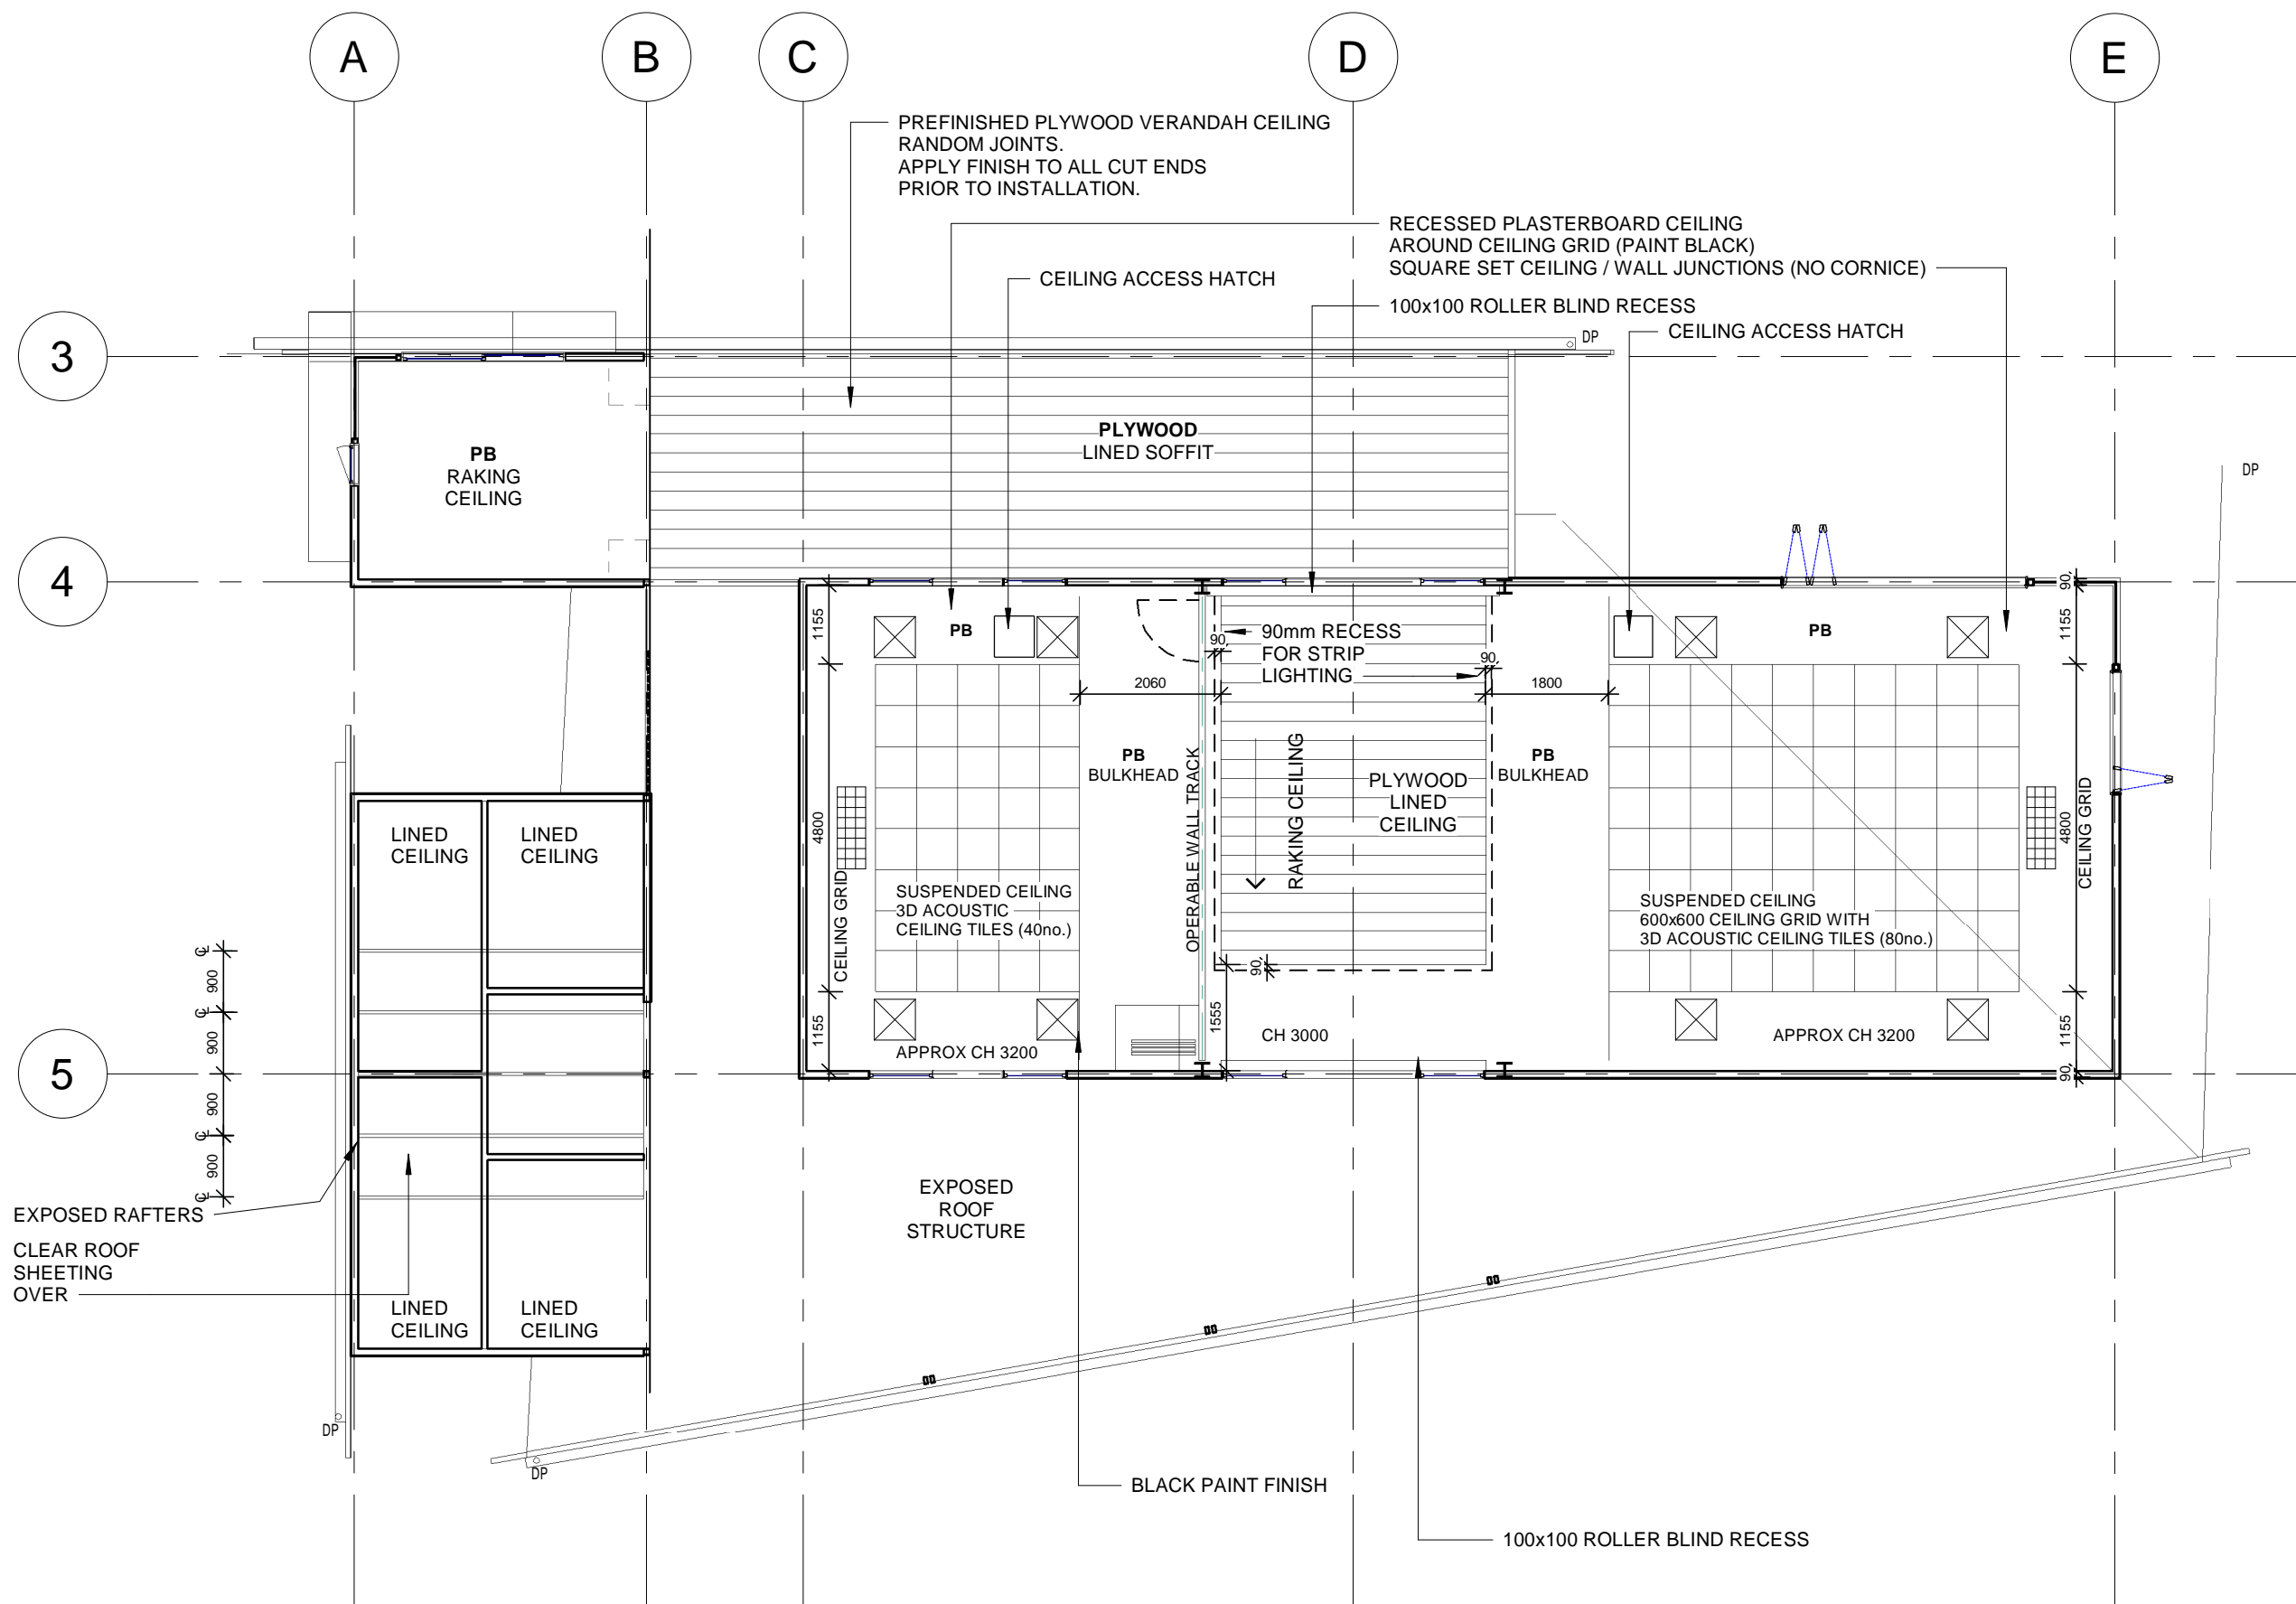 A
B
C
D
E
PREFINISHED PLYWOOD VERANDAH CEILING
RANDOM JOINTS.
APPLY FINISH TO ALL CUT ENDS
PRIOR TO INSTALLATION.
RECESSED PLASTERBOARD CEILING
AROUND CEILING GRID (PAINT BLACK)
SQUARE SET CEILING / WALL JUNCTIONS (NO CORNICE)
CEILING ACCESS HATCH
100x100 ROLLER BLIND RECESS
CEILING ACCESS HATCH
DP
3
PB
RAKING
CEILING
PLYWOOD
LINED SOFFIT
DP
4
90
1155
PB
90mm RECESS
FOR STRIP
LIGHTING
90
90
PB
1155
2060
1800
PB
BULKHEAD
OPERABLE WALL TRACK
RAKING CEILING
PLYWOOD
LINED
CEILING
PB
BULKHEAD
4800
CEILING GRID
4800
CEILING GRID
LINED
CEILING
LINED
CEILING
SUSPENDED CEILING
3D ACOUSTIC
CEILING TILES (40no.)
SUSPENDED CEILING
600x600 CEILING GRID WITH
3D ACOUSTIC CEILING TILES (80no.)
900
900
900
900
90
1555
1155
1155
90
APPROX CH 3200
CH 3000
APPROX CH 3200
5
EXPOSED RAFTERS
CLEAR ROOF
SHEETING
OVER
EXPOSED
ROOF
STRUCTURE
LINED
CEILING
LINED
CEILING
DP
DP
BLACK PAINT FINISH
100x100 ROLLER BLIND RECESS